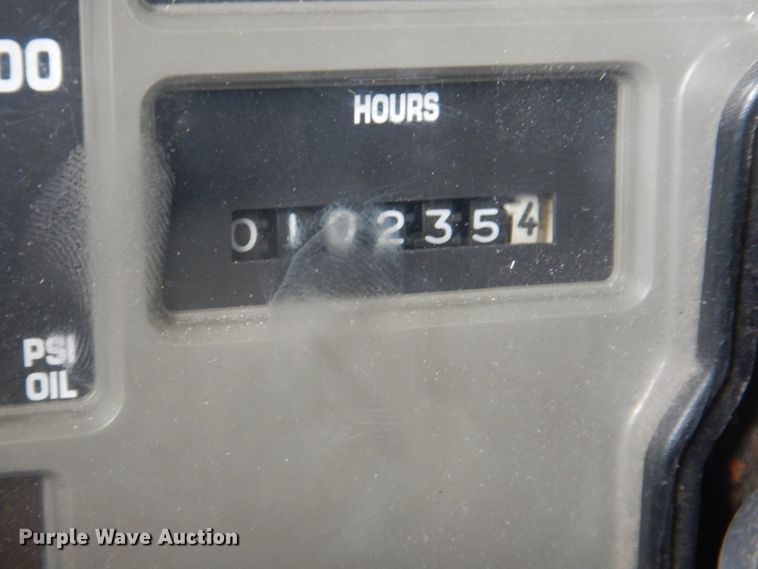 00
HOURS
0102354
PSI
OIL
Purple Wave Auction